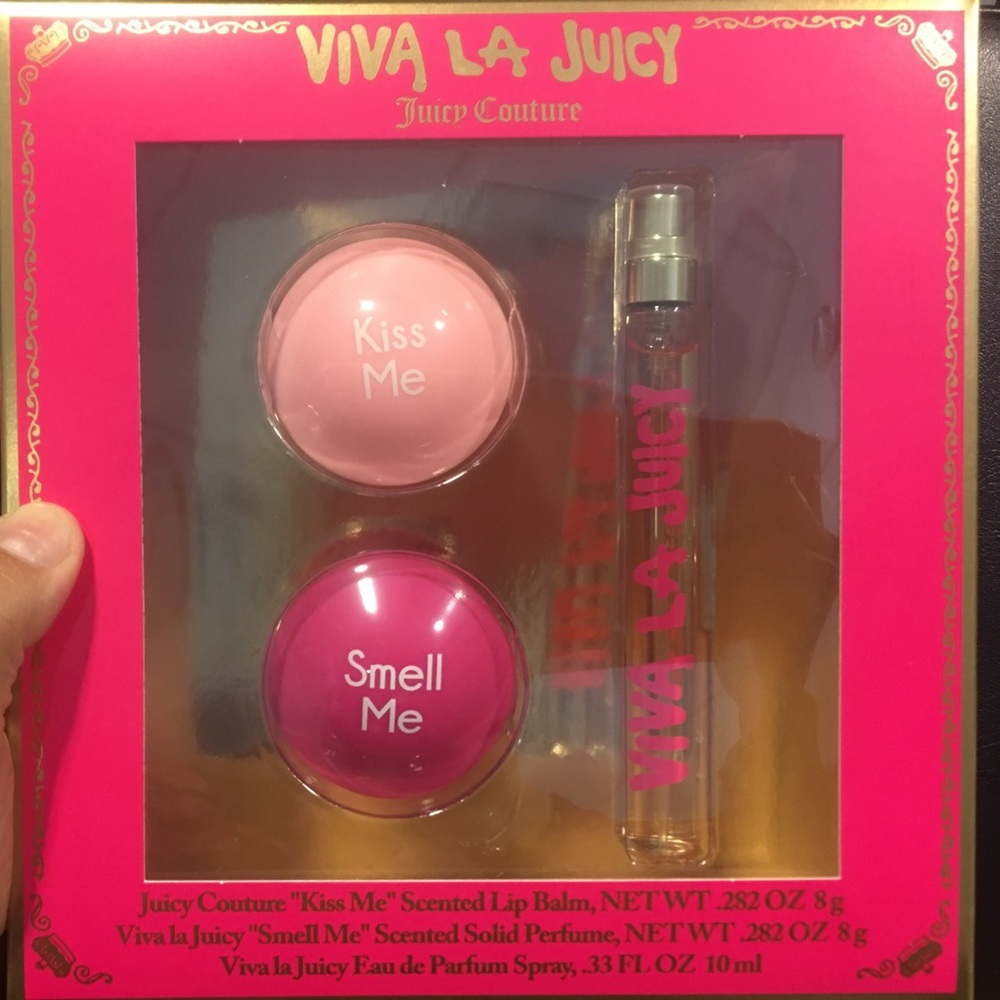 VIVA LA JUICY
Juicy Couture
Kiss
Me
VIVA LA JUICY
Smell
Me
Juicy Couture "Kiss Me" Scented Lip Balm, NET WT .282 OZ 8 g
Viva la Juicy "Smell Me" Scented Solid Perfume, NET WT .282 OZ 8 g
Viva la Juicy Eau de Parfum Spray, .33 FL OZ 10 ml